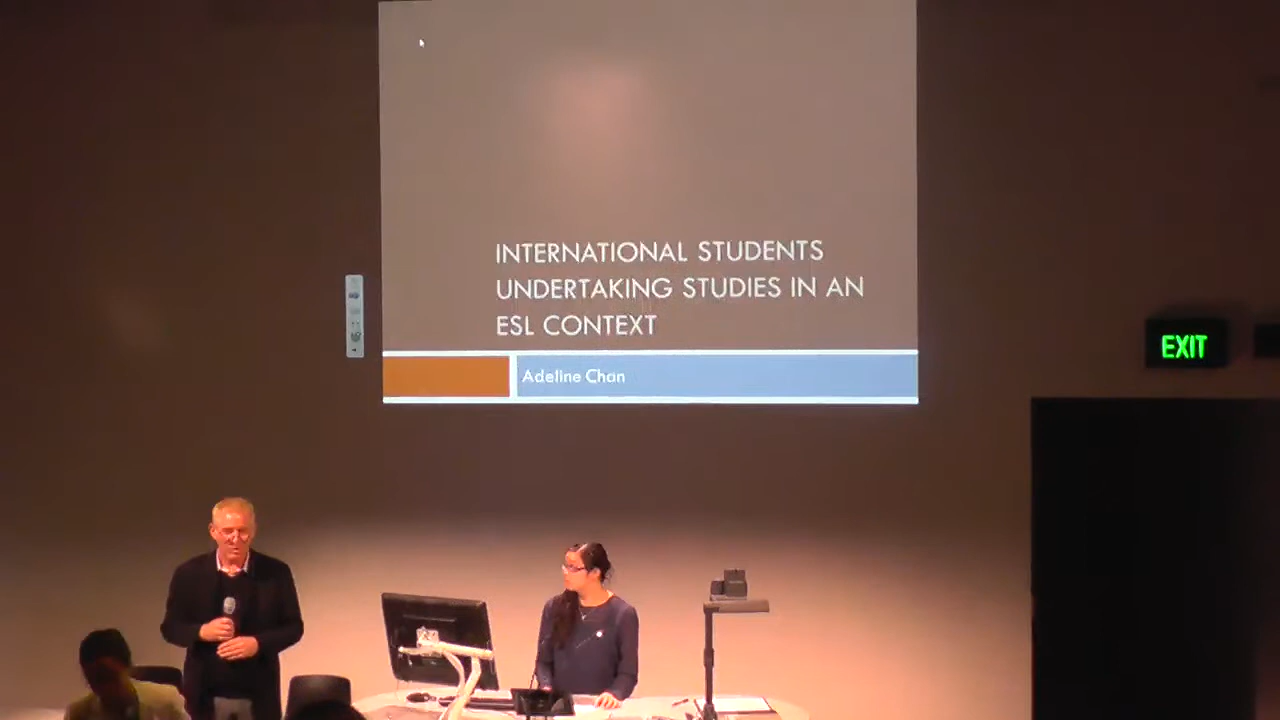 INTERNATIONAL STUDENTS
UNDERTAKING STUDIES IN AN
ESL CONTEXT
Adeline Chan
EXIT